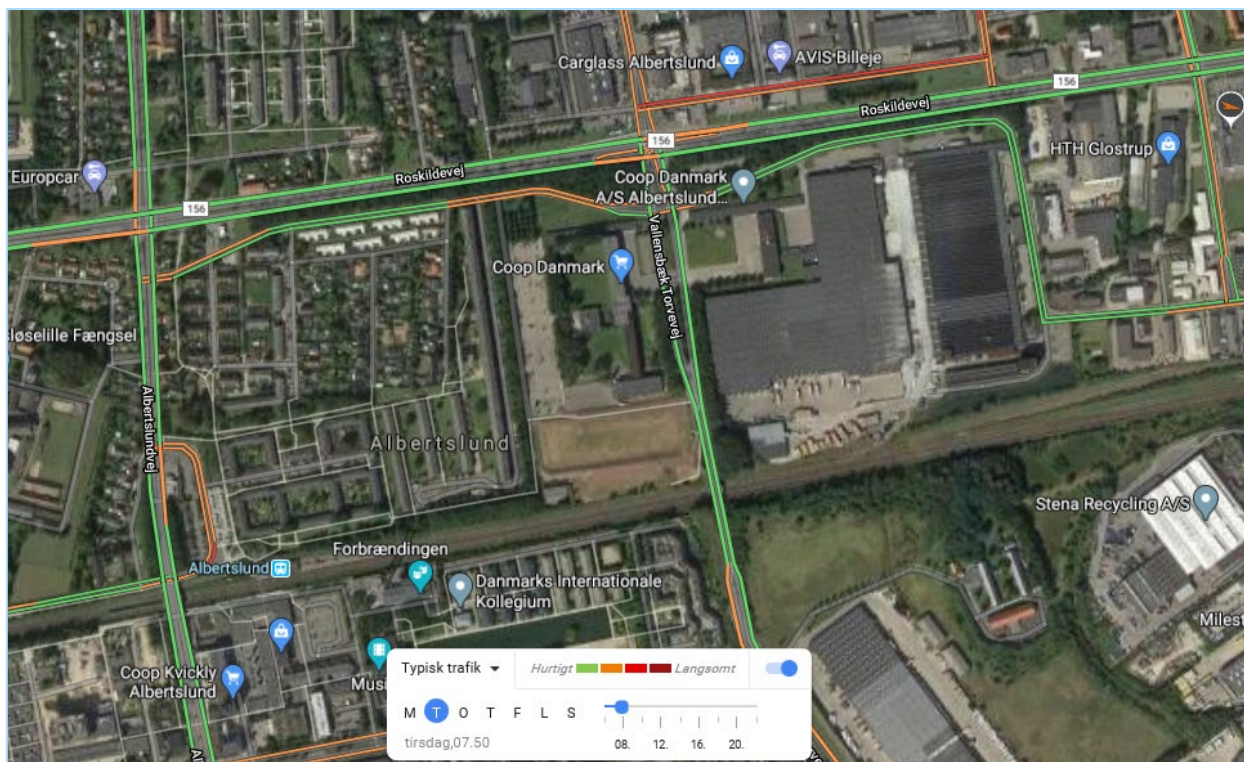 Carglass Albertslund
AVIS Billeje
156
Roskildevej
156
HTH Glostrup
Europcar
Roskildevej
156
Coop Danmark
A/S Albertslund...
Coop Danmark
Vallensbæk Torvevej
sløselille Fængsel
Albertslundvej
Albertslund
Stena Recycling A/S
Forbrændingen
Albertslund
Danmarks Internationale
Kollegium
Milest
Coop Kvickly
Albertslund
Musi
Typisk trafik
Hurtigt
Langsomt
M T O T F L S
tirsdag,07.50
08. 12. 16. 20.